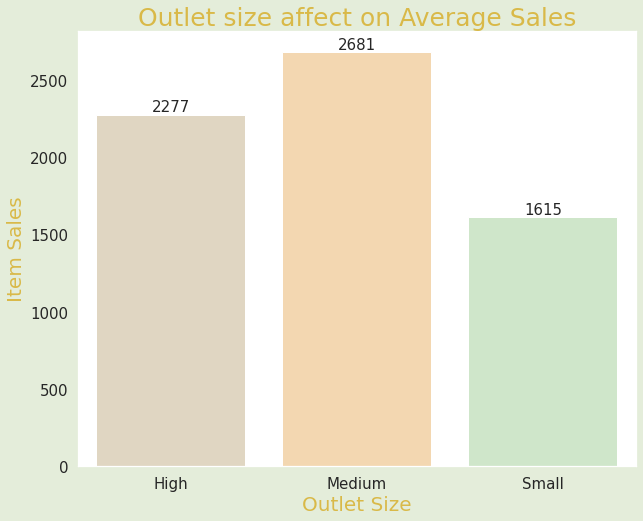 Outlet size affect on Average Sales
2681
2277
1615
2500
2000
1500
1000
500
0
Item Sales
High Medium Small
Outlet Size